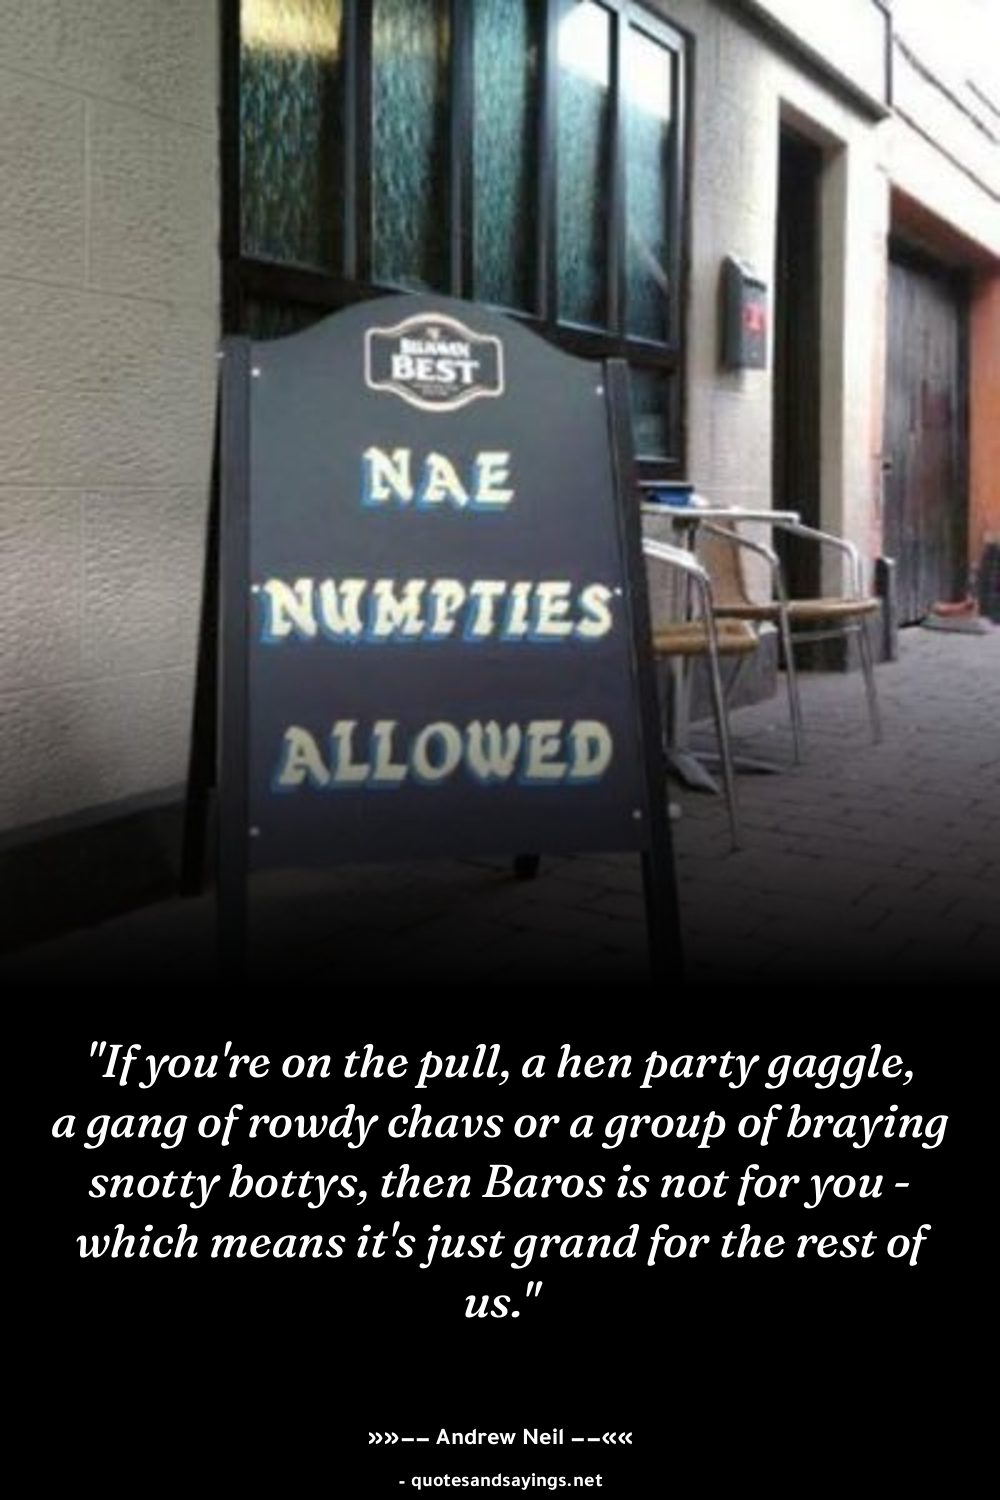 BEST
NAE
NUMPTIES
ALLOWED
"If you're on the pull, a hen party gaggle,
a gang of rowdy chavs or a group of braying
snotty bottys, then Baros is not for you -
which means it's just grand for the rest of
us."
»»-- Andrew Neil --««
- quotesandsayings.net